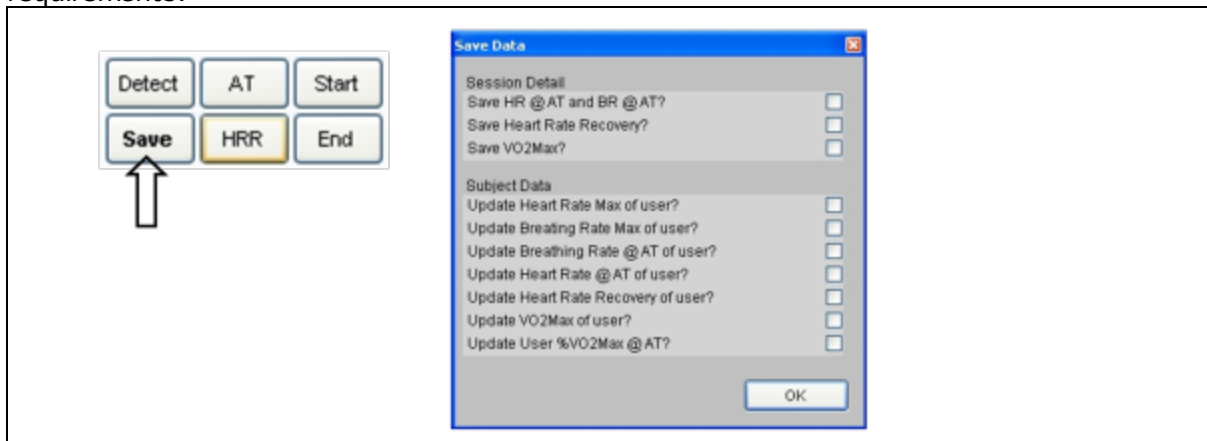 requirements.
Detect AT Start
Save HRR End
Save Data
Session Detail
Save HR @AT and BR @AT?
Save Heart Rate Recovery?
Save VO2Max?
Subject Data
Update Heart Rate Max of user?
Update Breating Rate Max of user?
Update Breathing Rate @AT of user?
Update Heart Rate @AT of user?
Update Heart Rate Recovery of user?
Update VO2Max of user?
Update User %VO2Max @AT?
OK